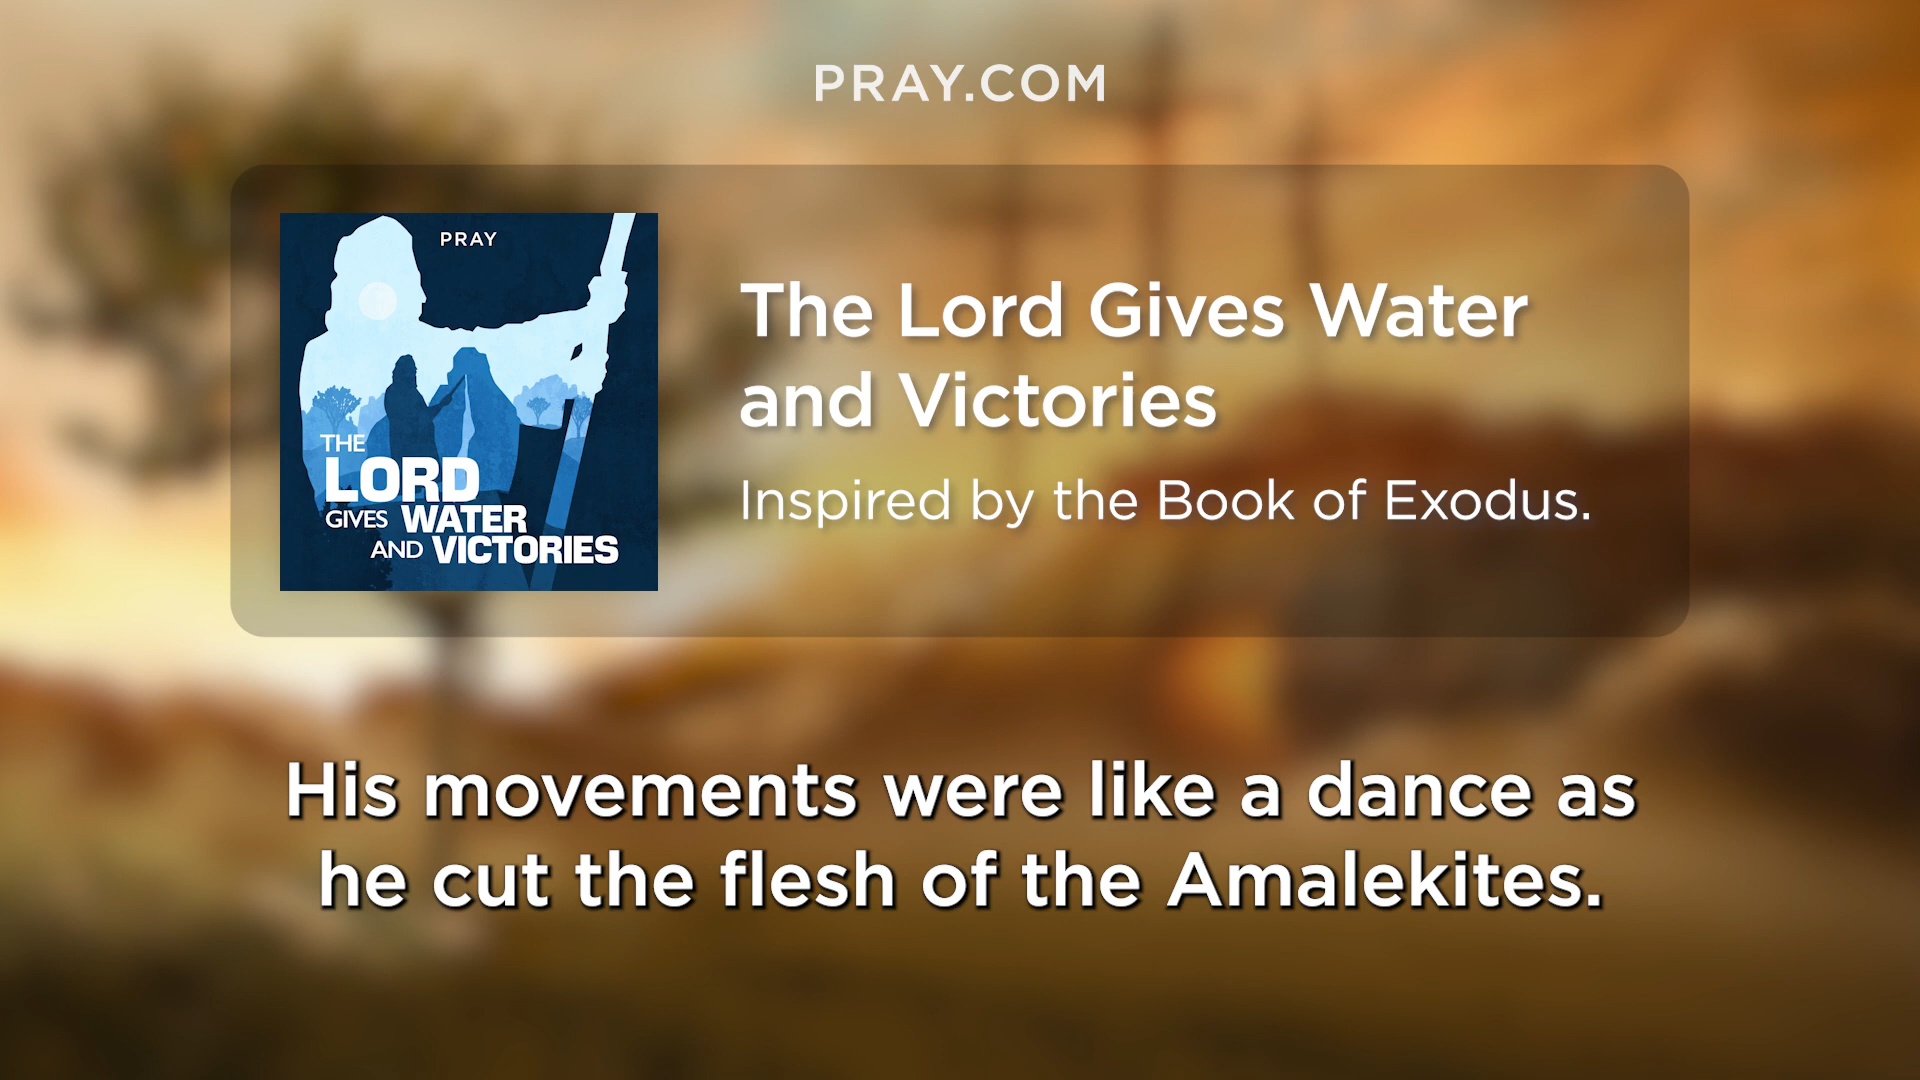 PRAY.COM
PRAY
THE
LORD
GIVES WATER
AND VICTORIES
The Lord Gives Water
and Victories
Inspired by the Book of Exodus.
His movements were like a dance as
he cut the flesh of the Amalekites.